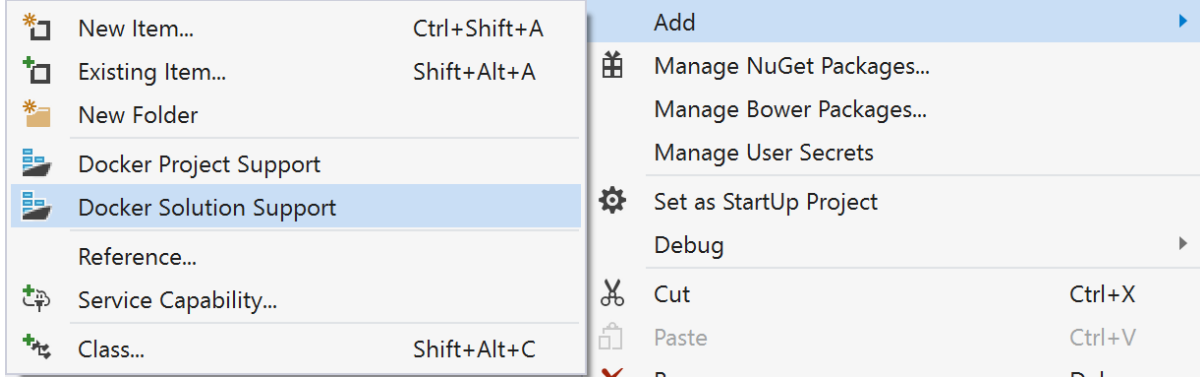 New Item... Ctrl+Shift+A
Existing Item... Shift+Alt+A
New Folder
Docker Project Support
Docker Solution Support
Reference...
Service Capability...
Class... Shift+Alt+C
Add
Manage NuGet Packages...
Manage Bower Packages...
Manage User Secrets
Set as StartUp Project
Debug
Cut Ctrl+X
Paste Ctrl+V